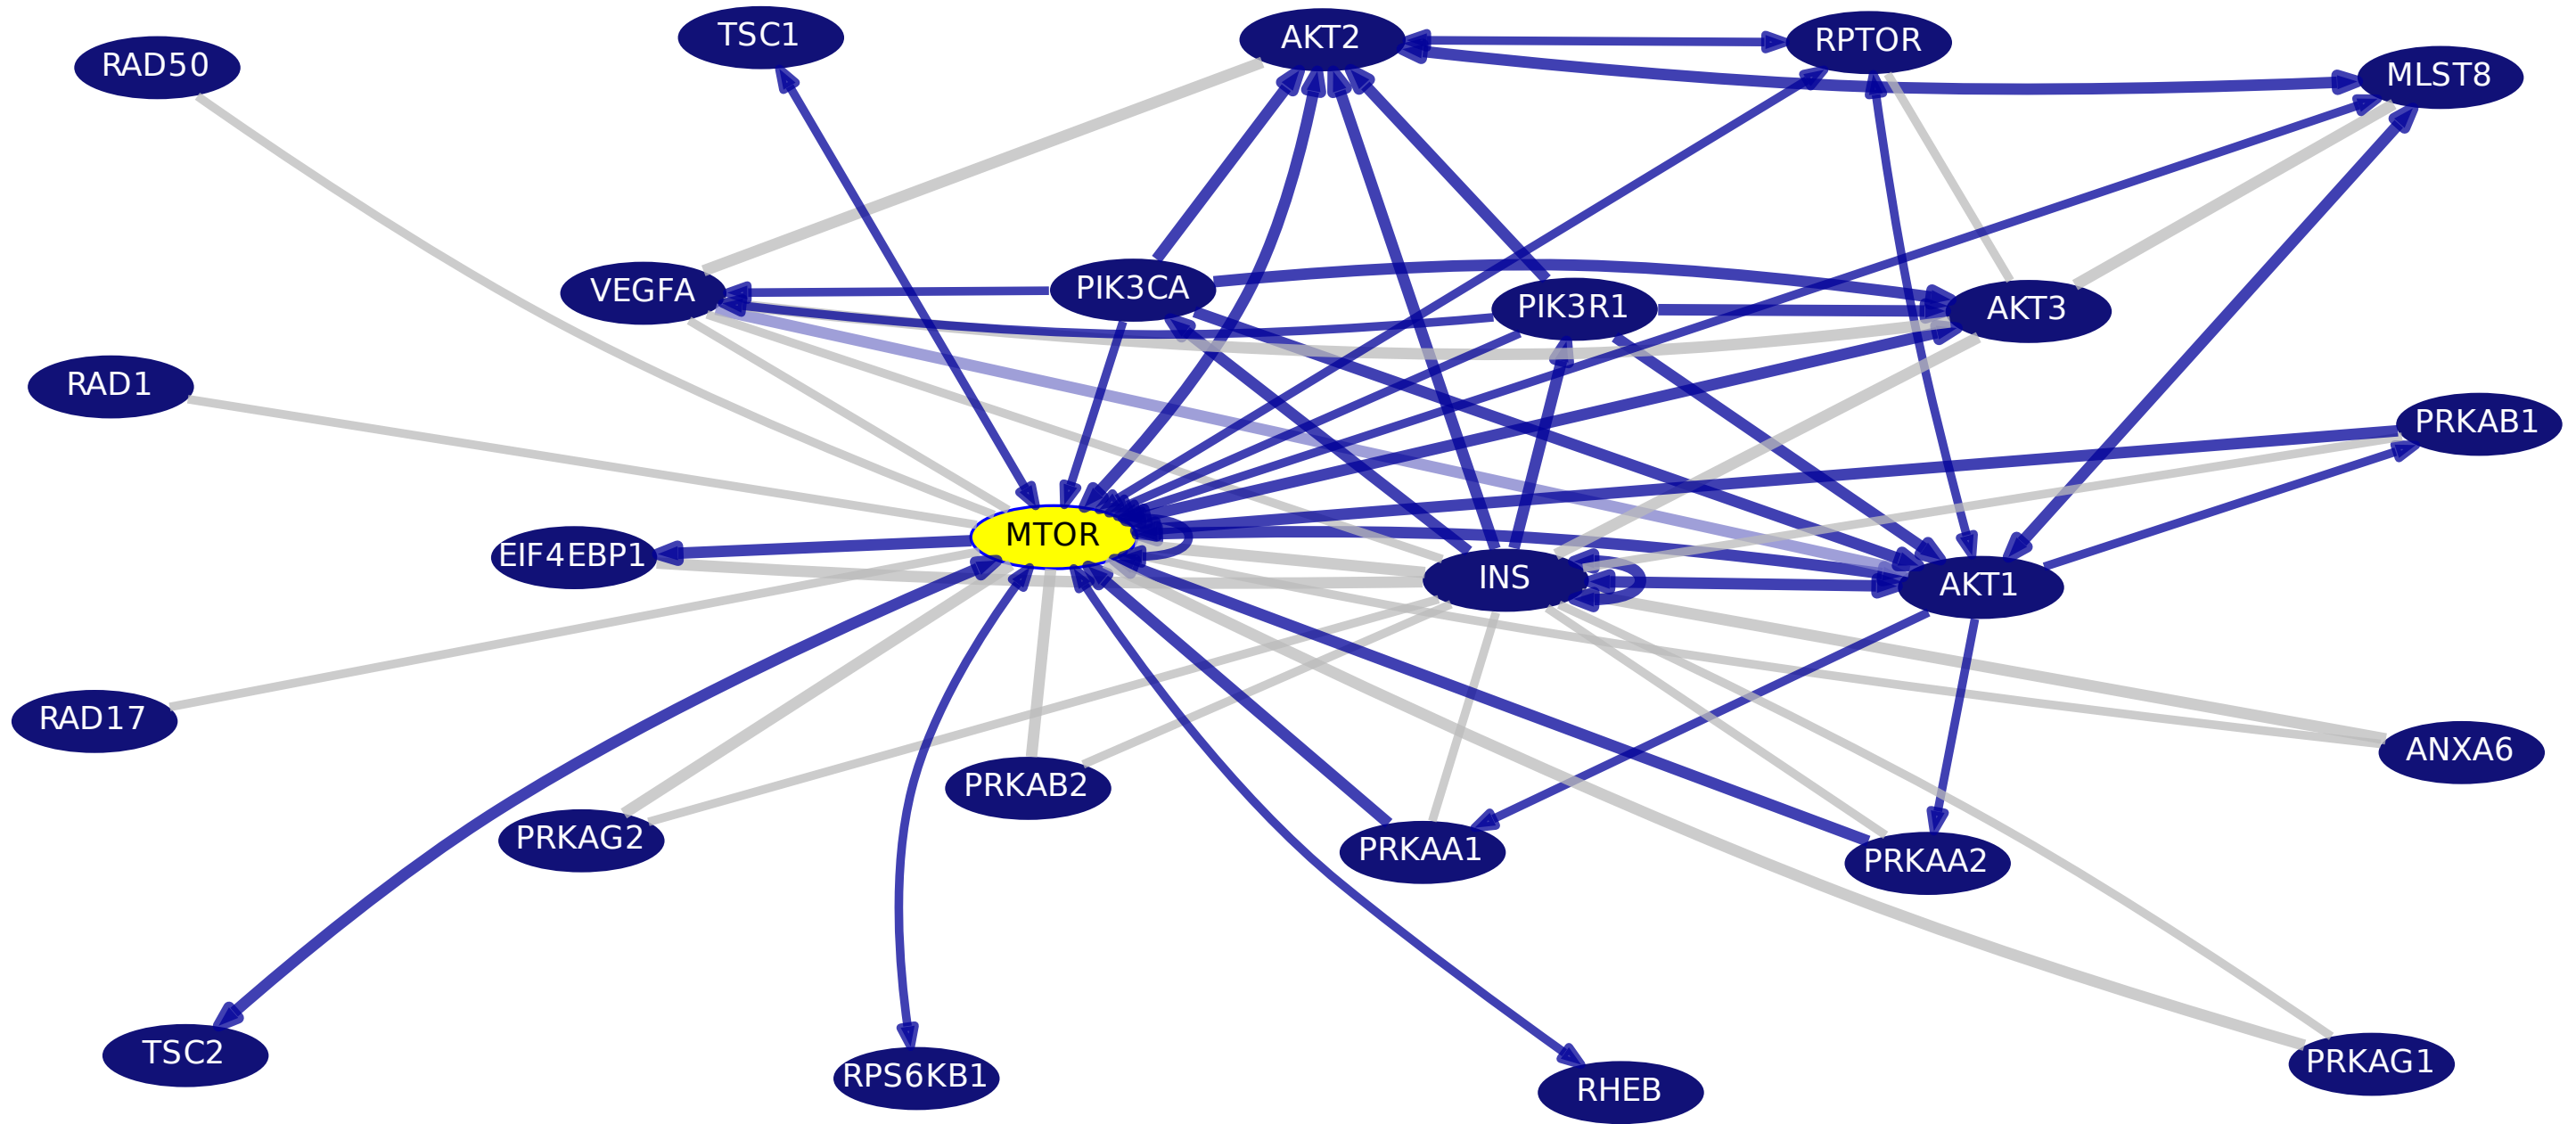 TSC1
AKT2
RPTOR
RAD50
MLST8
VEGFA
PIK3CA
PIK3R1
AKT3
RAD1
PRKAB1
MTOR
EIF4EBP1
INS
AKT1
RAD17
ANXA6
PRKAB2
PRKAG2
PRKAA1
PRKAA2
TSC2
RPS6KB1
RHEB
PRKAG1